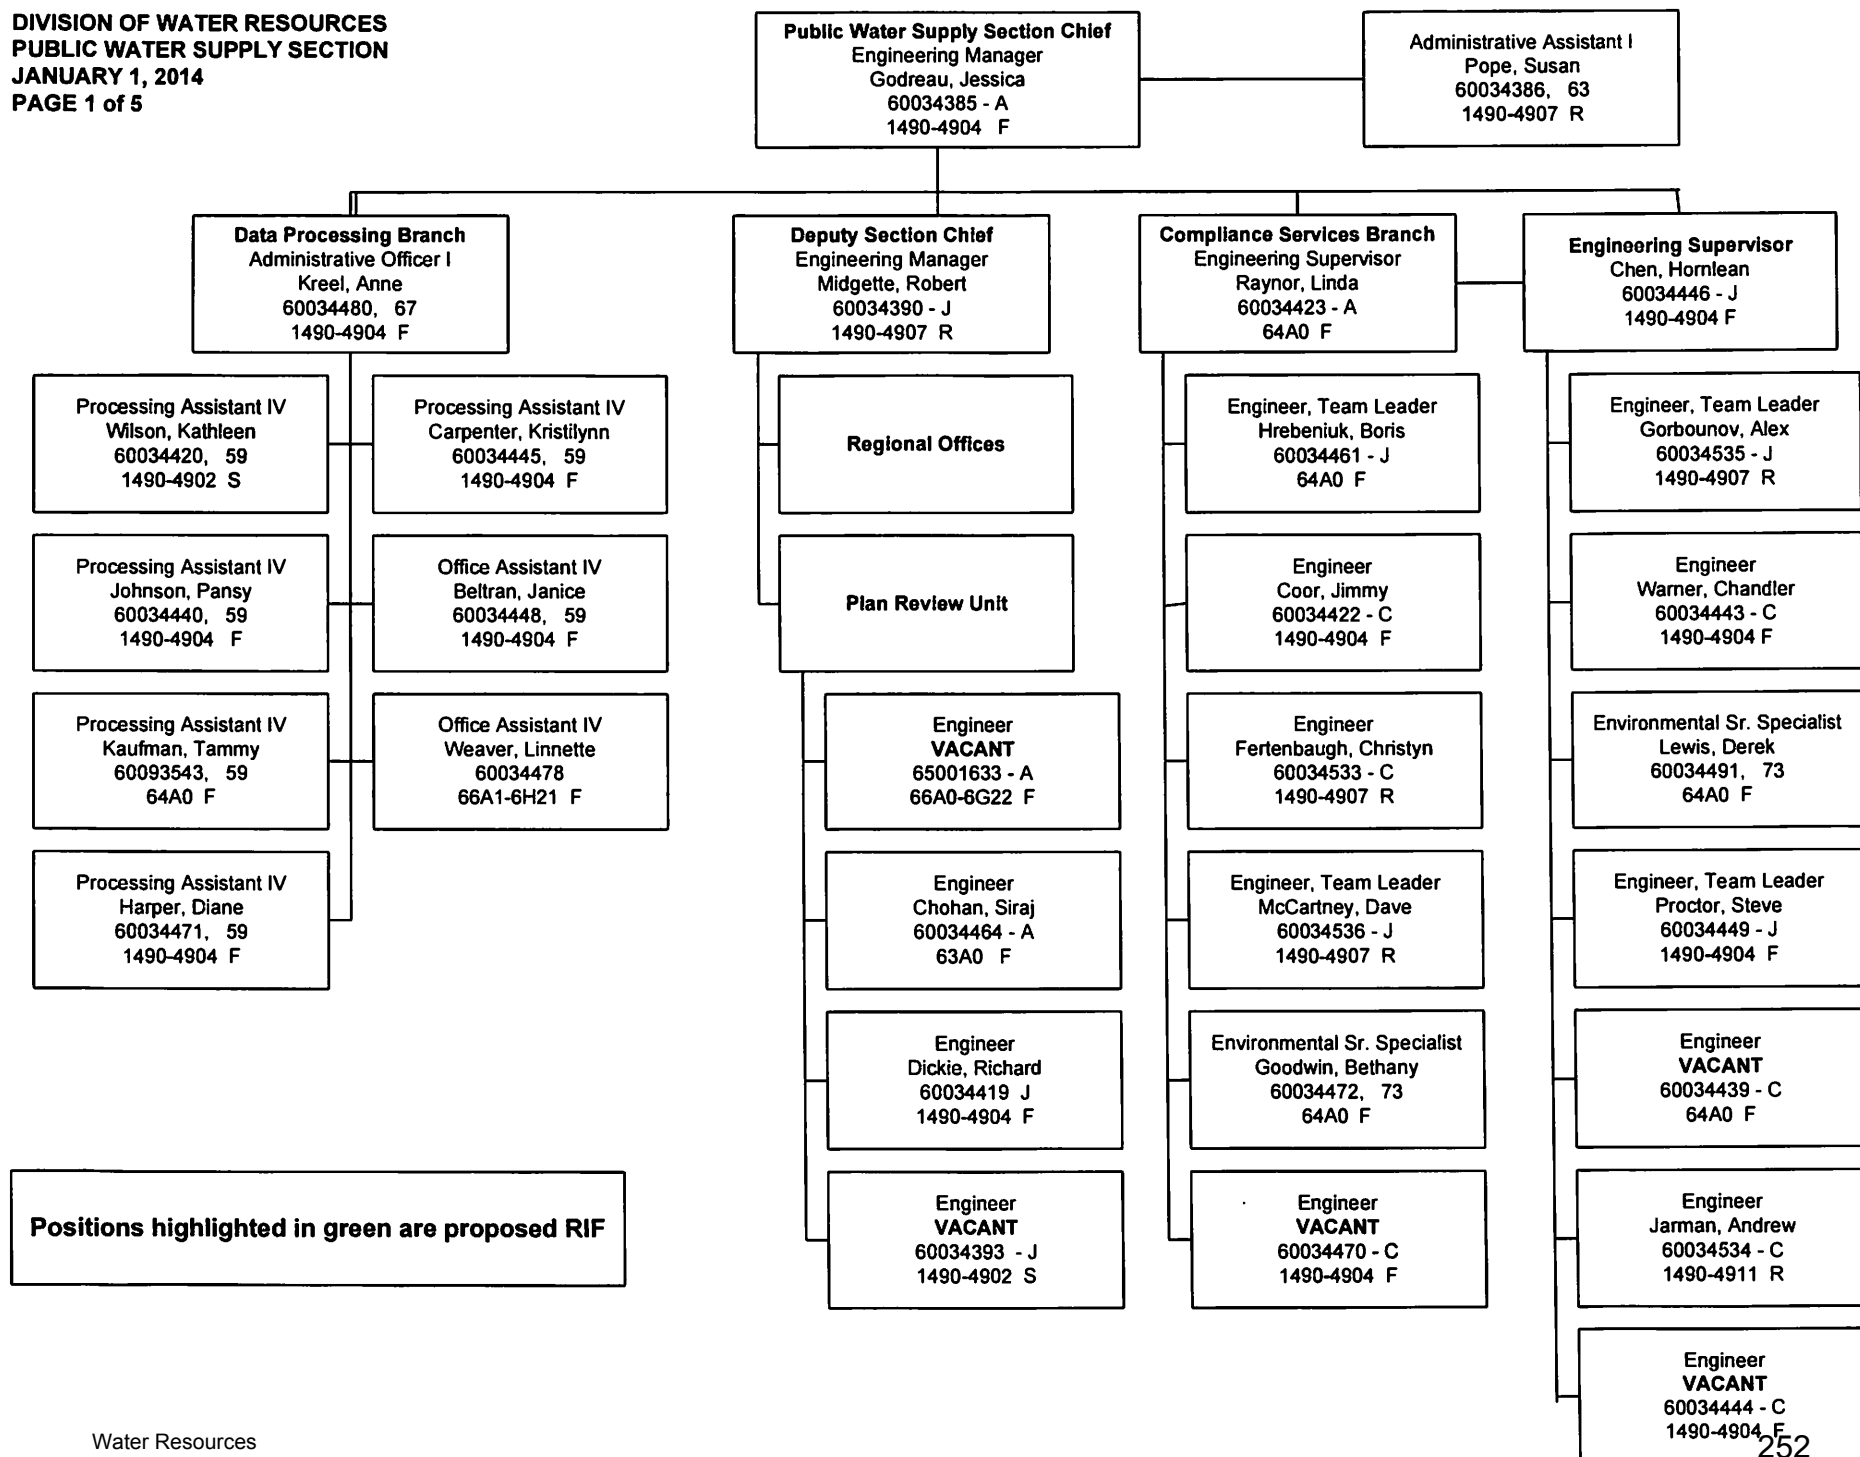 DIVISION OF WATER RESOURCES
PUBLIC WATER SUPPLY SECTION
JANUARY 1, 2014
PAGE 1 of 5
Public Water Supply Section Chief
Engineering Manager
Godreau, Jessica
60034385 - A
1490-4904 F
Administrative Assistant I
Pope, Susan
60034386, 63
1490-4907 R
Data Processing Branch
Administrative Officer I
Kreel, Anne
60034480, 67
1490-4904 F
Processing Assistant IV
Wilson, Kathleen
60034420, 59
1490-4902 S
Processing Assistant IV
Carpenter, Kristilynn
60034445, 59
1490-4904 F
Processing Assistant IV
Johnson, Pansy
60034440, 59
1490-4904 F
Office Assistant IV
Beltran, Janice
60034448, 59
1490-4904 F
Processing Assistant IV
Kaufman, Tammy
60093543, 59
64A0 F
Office Assistant IV
Weaver, Linnette
60034478
66A1-6H21 F
Processing Assistant IV
Harper, Diane
60034471, 59
1490-4904 F
Deputy Section Chief
Engineering Manager
Midgette, Robert
60034390 - J
1490-4907 R
Regional Offices
Plan Review Unit
Engineer
VACANT
65001633 - A
66A0-6G22 F
Engineer
Chohan, Siraj
60034464 - A
63A0 F
Engineer
Dickie, Richard
60034419 J
1490-4904 F
Engineer
VACANT
60034393 - J
1490-4902 S
Compliance Services Branch
Engineering Supervisor
Raynor, Linda
60034423 - A
64A0 F
Engineer, Team Leader
Hrebeniuk, Boris
60034461 - J
64A0 F
Engineer
Coor, Jimmy
60034422 - C
1490-4904 F
Engineer
Fertenbaugh, Christyn
60034533 - C
1490-4907 R
Engineer, Team Leader
McCartney, Dave
60034536 - J
1490-4907 R
Environmental Sr. Specialist
Goodwin, Bethany
60034472, 73
64A0 F
Engineer
VACANT
60034470 - C
1490-4904 F
Engineering Supervisor
Chen, Hornlean
60034446 - J
1490-4904 F
Engineer, Team Leader
Gorbounov, Alex
60034535 - J
1490-4907 R
Engineer
Warner, Chandler
60034443 - C
1490-4904 F
Environmental Sr. Specialist
Lewis, Derek
60034491, 73
64A0 F
Engineer, Team Leader
Proctor, Steve
60034449 - J
1490-4904 F
Engineer
VACANT
60034439 - C
64A0 F
Engineer
Jarman, Andrew
60034534 - C
1490-4911 R
Engineer
VACANT
60034444 - C
1490-4904 F
Positions highlighted in green are proposed RIF
Water Resources
252